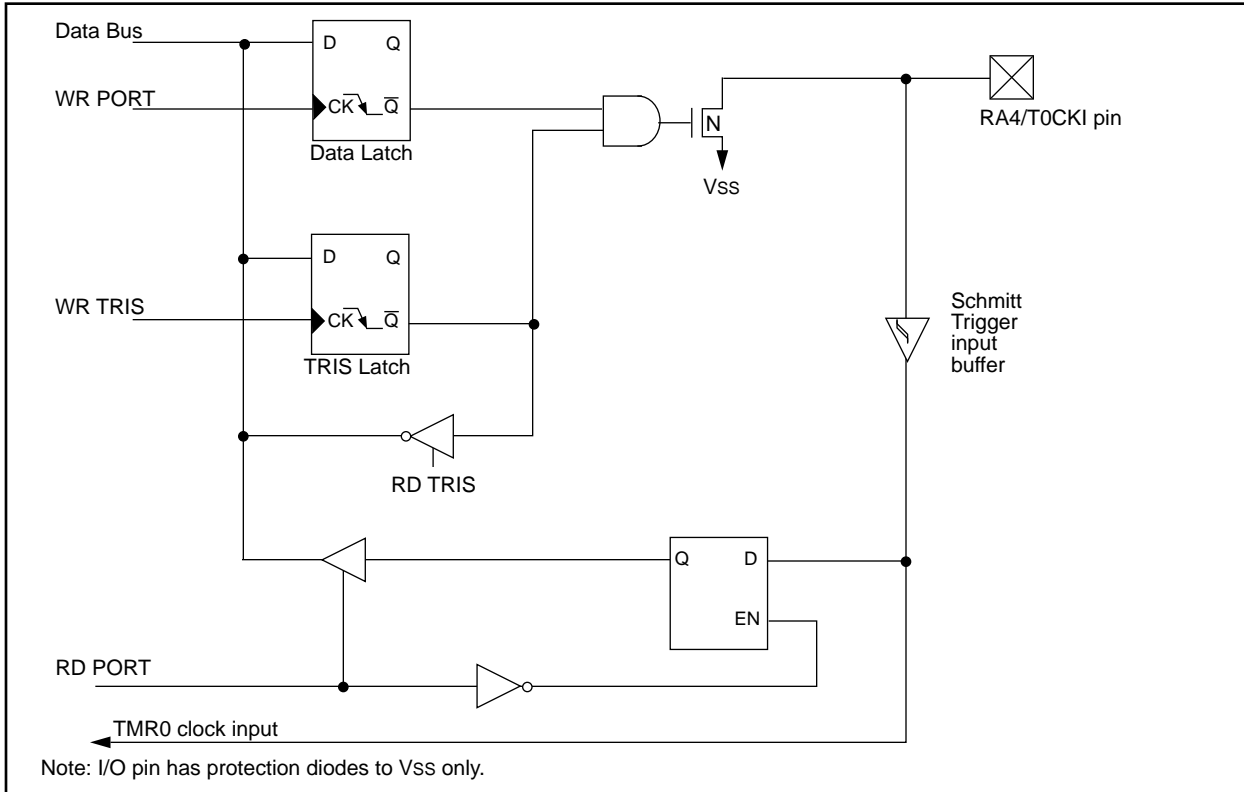 Data Bus
D Q
WR PORT
CK Q̅
N
RA4/T0CKI pin
Data Latch
VSS
D Q
WR TRIS
CK Q̅
TRIS Latch
Schmitt
Trigger
input
buffer
RD TRIS
Q D
EN
RD PORT
TMR0 clock input
Note: I/O pin has protection diodes to VSS only.